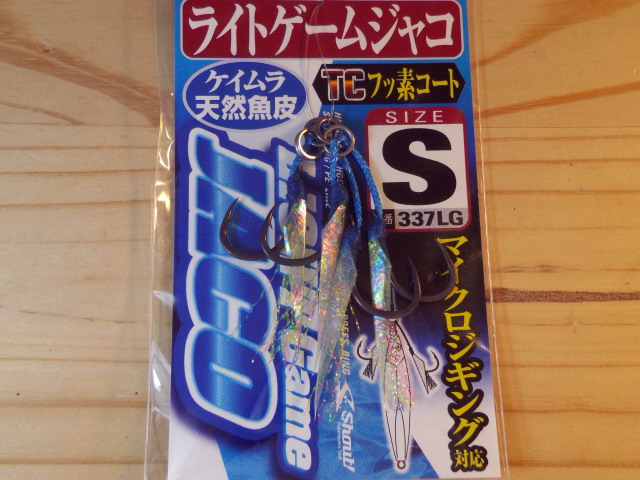 ライトゲームジャコ
ケイムラ
天然魚皮
TCフッ素コート
SIZE
S
番 337LG
JACO
Game
マイクロジギング
対応
Shout!